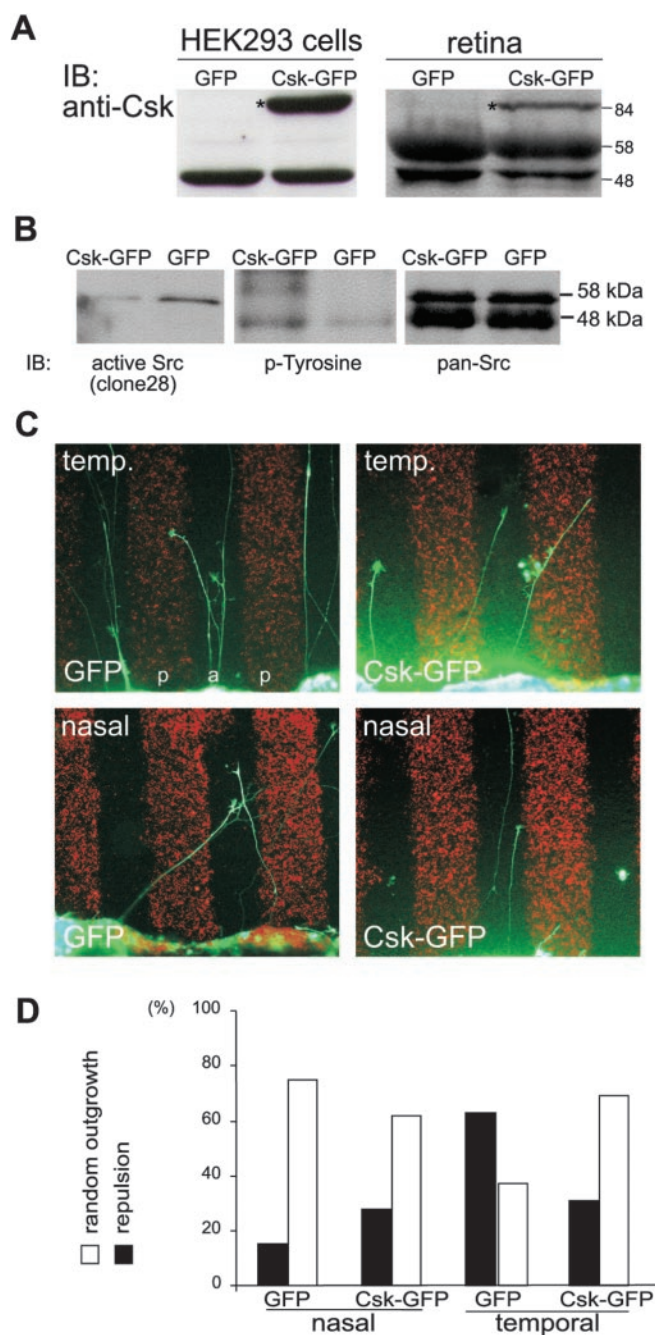 A
HEK293 cells
retina
IB:
anti-Csk
GFP
Csk-GFP
GFP
Csk-GFP
*
*
84
58
48
B
Csk-GFP GFP
Csk-GFP GFP
Csk-GFP GFP
58 kDa
48 kDa
IB:
active Src
(clone28)
p-Tyrosine
pan-Src
C
temp.
temp.
GFP
p
a
p
Csk-GFP
nasal
nasal
GFP
Csk-GFP
D
(%)
100
80
60
40
20
0
random outgrowth
repulsion
GFP
Csk-GFP
GFP
Csk-GFP
nasal
temporal